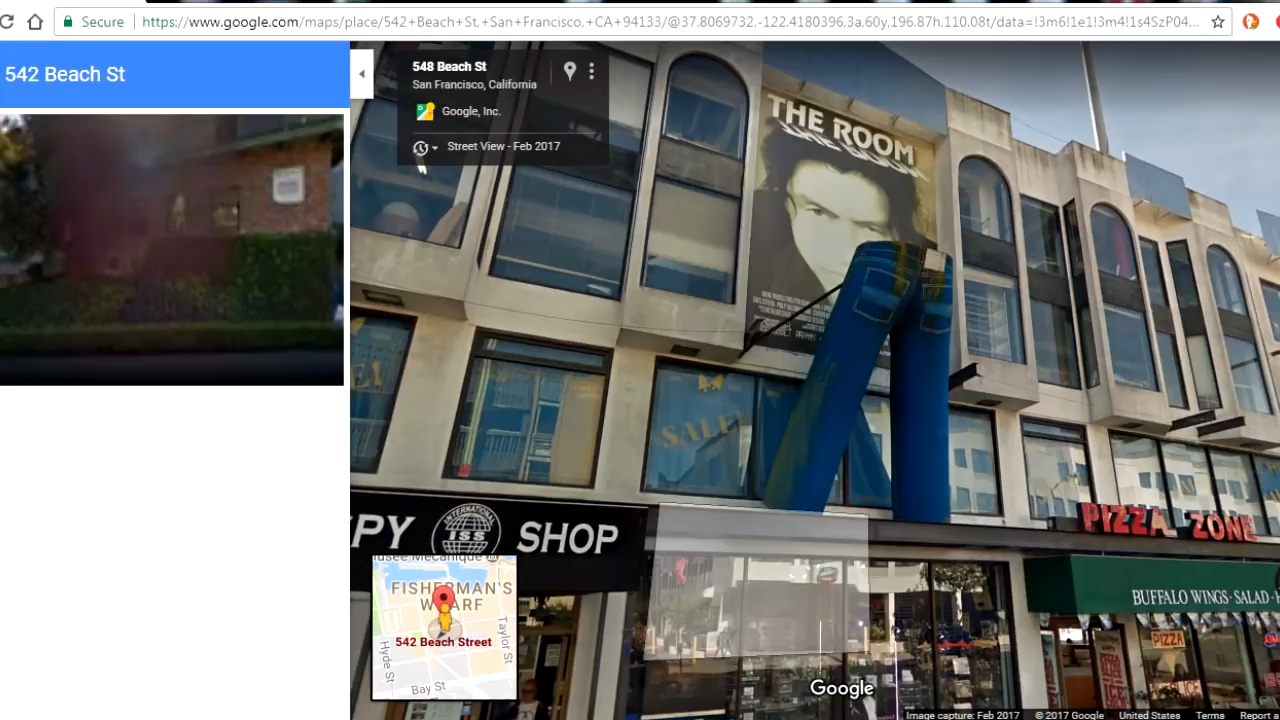 Secure
https://www.google.com/maps/place/542+Beach+St,+San+Francisco,+CA+94133/@37.8069732,-122.4180396,3a,60y,196.87h,110.08t/data=!3m6!1e1!3m4!1s4SzP04...
542 Beach St
548 Beach St
San Francisco, California
Google, Inc.
Street View - Feb 2017
THE ROOM
SALE
PY
INTERNATIONAL
ISS
SHOP
PIZZA ZONE
BUFFALO WINGS · SALAD ·
PIZZA
PIZZA
Musee Mecanique
FISHERMAN'S
WHARF
542 Beach Street
Hyde St
Taylor St
Bay St
Google
Image capture: Feb 2017
© 2017 Google
United States
Terms
Report